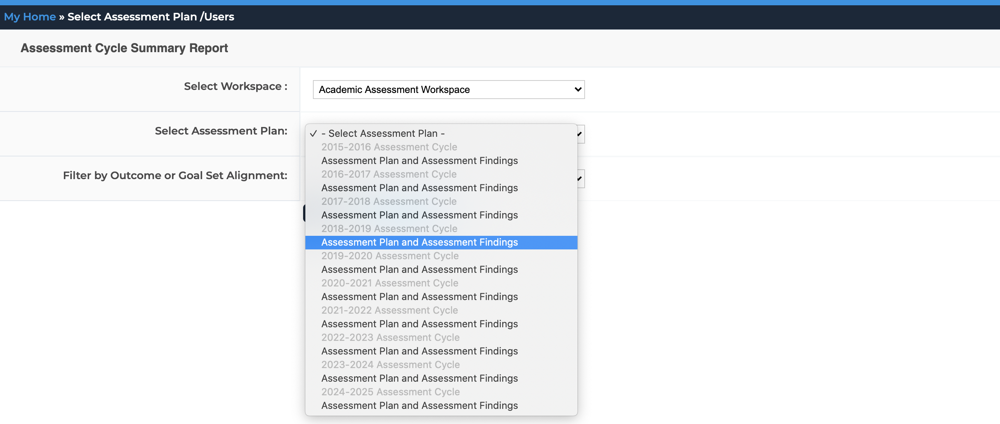 My Home » Select Assessment Plan /Users
Assessment Cycle Summary Report
Select Workspace :
Academic Assessment Workspace
Select Assessment Plan:
- Select Assessment Plan -
2015-2016 Assessment Cycle
Assessment Plan and Assessment Findings
2016-2017 Assessment Cycle
Assessment Plan and Assessment Findings
2017-2018 Assessment Cycle
Assessment Plan and Assessment Findings
2018-2019 Assessment Cycle
Assessment Plan and Assessment Findings
2019-2020 Assessment Cycle
Assessment Plan and Assessment Findings
2020-2021 Assessment Cycle
Assessment Plan and Assessment Findings
2021-2022 Assessment Cycle
Assessment Plan and Assessment Findings
2022-2023 Assessment Cycle
Assessment Plan and Assessment Findings
2023-2024 Assessment Cycle
Assessment Plan and Assessment Findings
2024-2025 Assessment Cycle
Assessment Plan and Assessment Findings
Filter by Outcome or Goal Set Alignment: